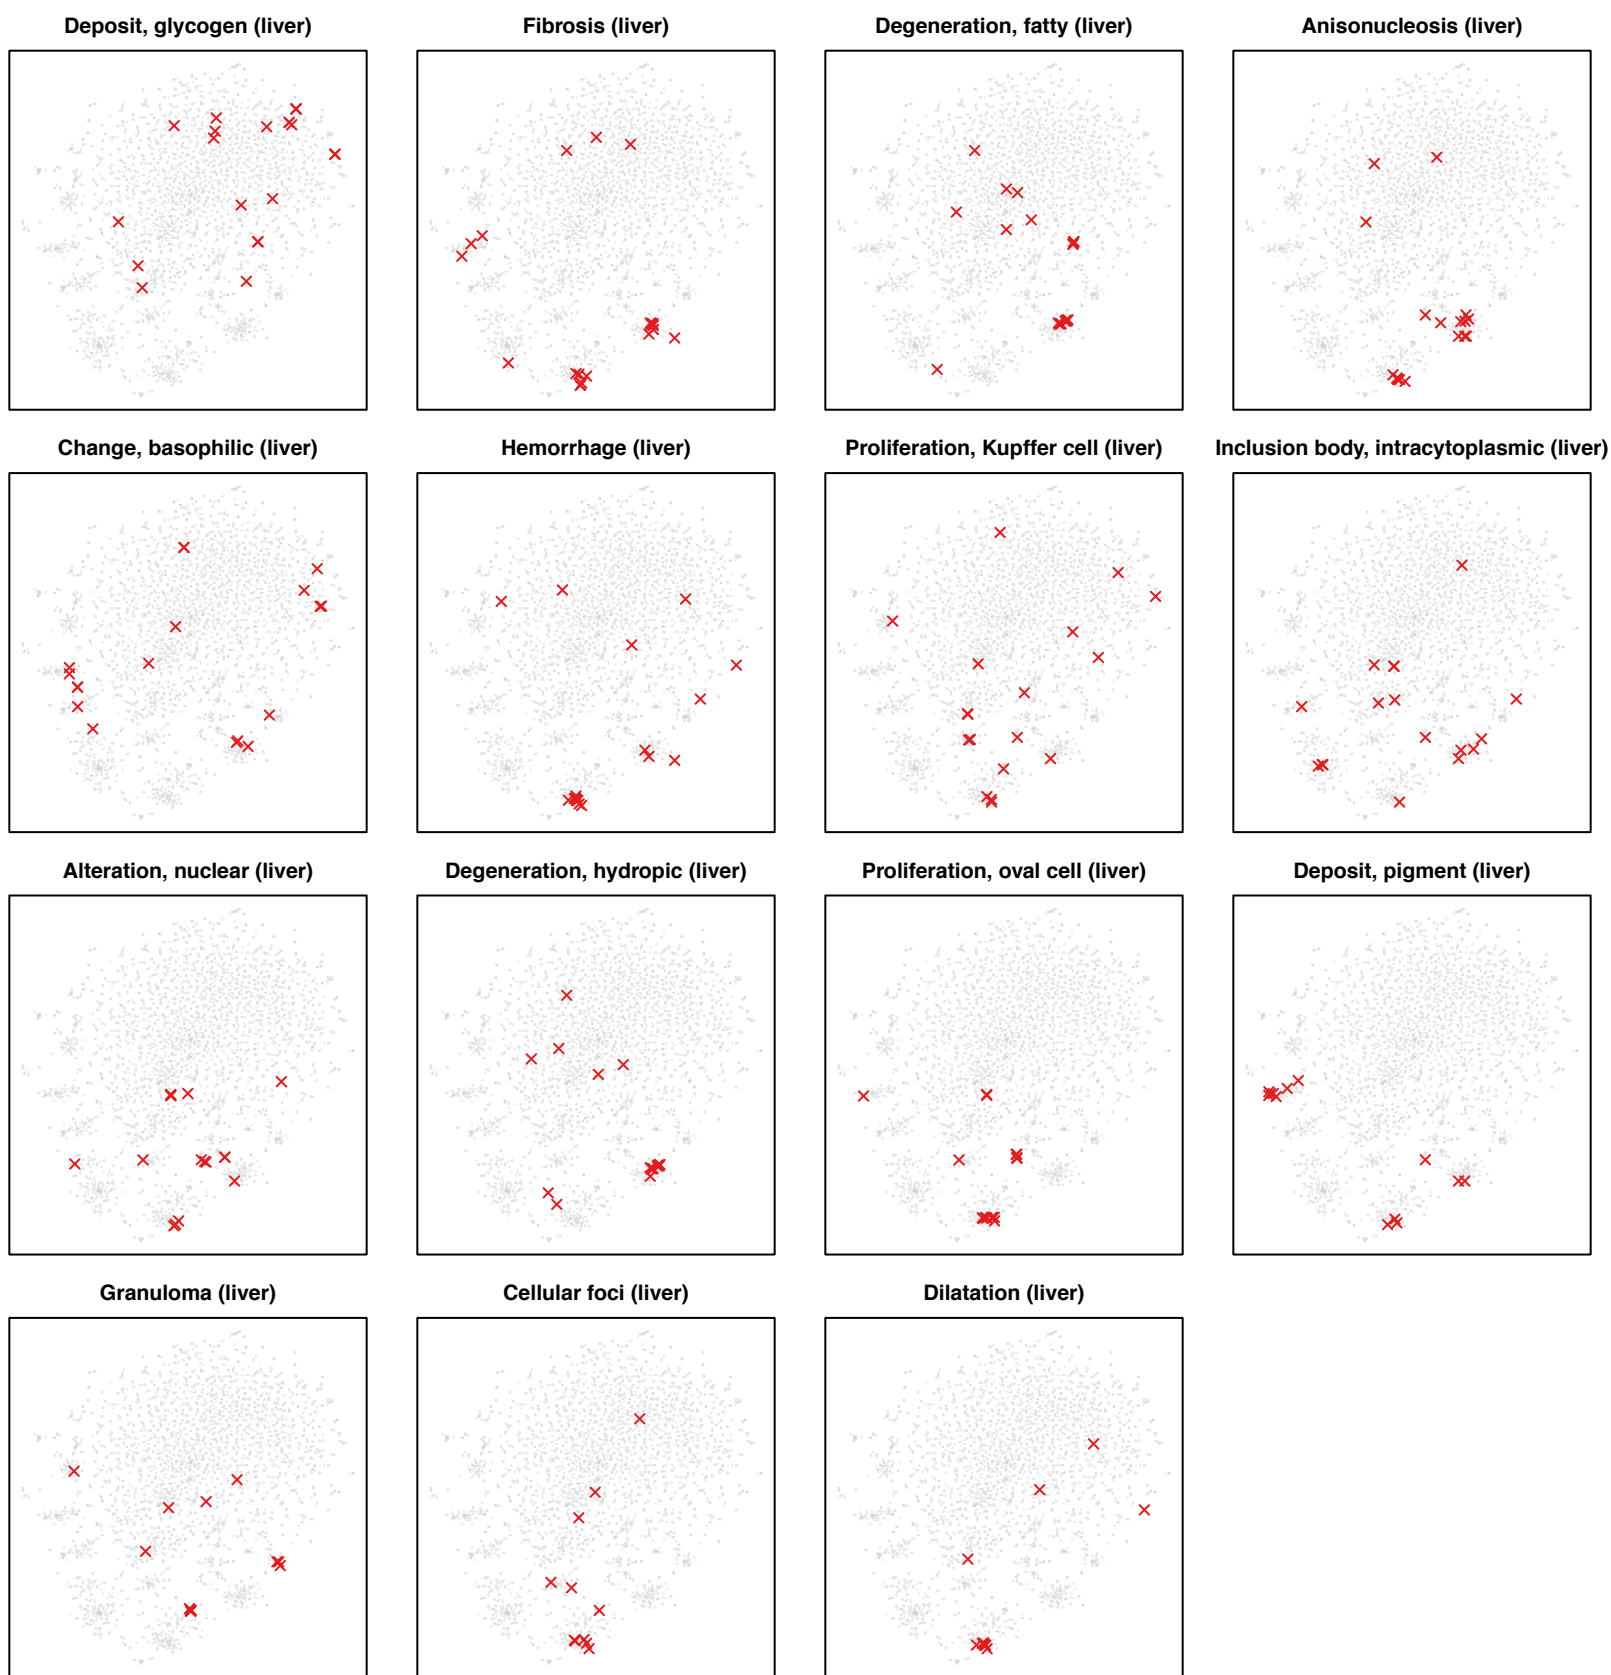 Deposit, glycogen (liver)
Fibrosis (liver)
Degeneration, fatty (liver)
Anisonucleosis (liver)
Change, basophilic (liver)
Hemorrhage (liver)
Proliferation, Kupffer cell (liver)
Inclusion body, intracytoplasmic (liver)
Alteration, nuclear (liver)
Degeneration, hydropic (liver)
Proliferation, oval cell (liver)
Deposit, pigment (liver)
Granuloma (liver)
Cellular foci (liver)
Dilatation (liver)